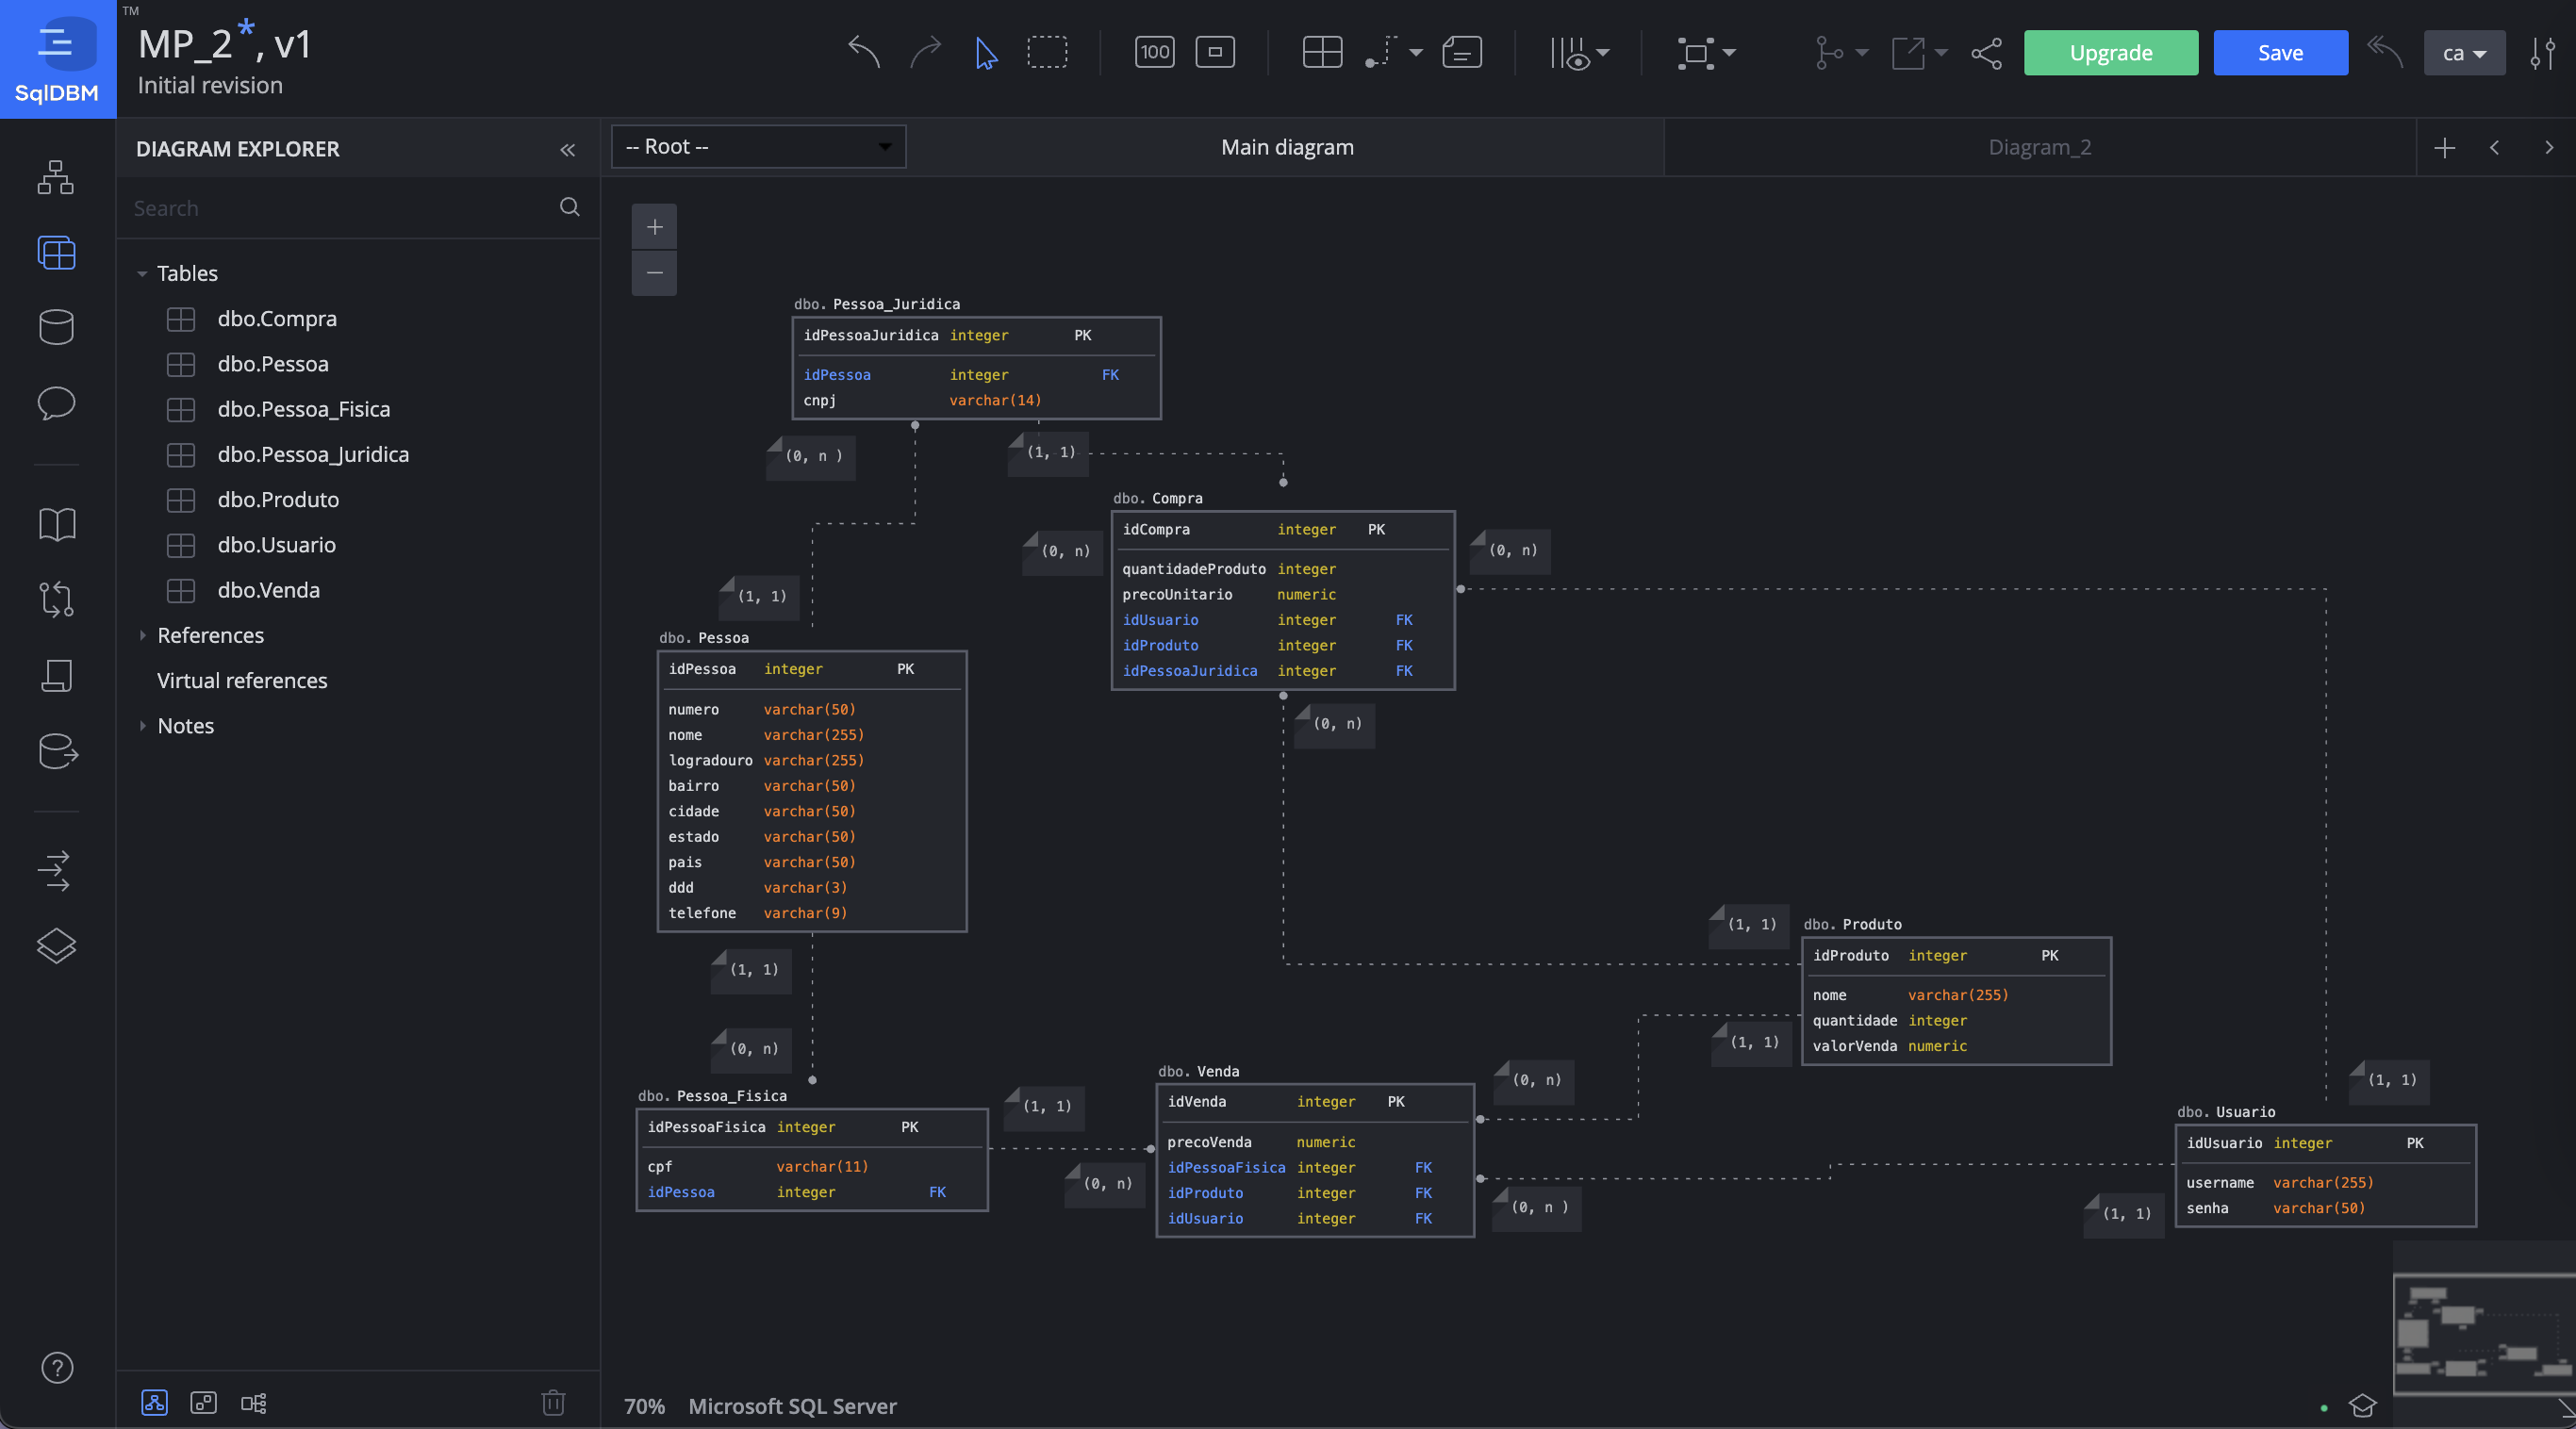 SqlDBM
TM
MP_2*, v1
Initial revision
100
Upgrade
Save
ca
DIAGRAM EXPLORER
Search
Tables
dbo.Compra
dbo.Pessoa
dbo.Pessoa_Fisica
dbo.Pessoa_Juridica
dbo.Produto
dbo.Usuario
dbo.Venda
References
Virtual references
Notes
-- Root --
Main diagram
Diagram_2
dbo. Pessoa_Juridica
idPessoaJuridica integer PK
idPessoa integer FK
cnpj varchar(14)
(0, n )
(1, 1)
dbo. Compra
idCompra integer PK
quantidadeProduto integer
precoUnitario numeric
idUsuario integer FK
idProduto integer FK
idPessoaJuridica integer FK
(0, n)
(0, n)
(0, n)
(1, 1)
dbo. Pessoa
idPessoa integer PK
numero varchar(50)
nome varchar(255)
logradouro varchar(255)
bairro varchar(50)
cidade varchar(50)
estado varchar(50)
pais varchar(50)
ddd varchar(3)
telefone varchar(9)
(1, 1)
(0, n)
(1, 1)
dbo. Produto
idProduto integer PK
nome varchar(255)
quantidade integer
valorVenda numeric
(1, 1)
dbo. Pessoa_Fisica
idPessoaFisica integer PK
cpf varchar(11)
idPessoa integer FK
(1, 1)
(0, n)
dbo. Venda
idVenda integer PK
precoVenda numeric
idPessoaFisica integer FK
idProduto integer FK
idUsuario integer FK
(0, n)
(0, n )
(1, 1)
dbo. Usuario
idUsuario integer PK
username varchar(255)
senha varchar(50)
(1, 1)
70% Microsoft SQL Server